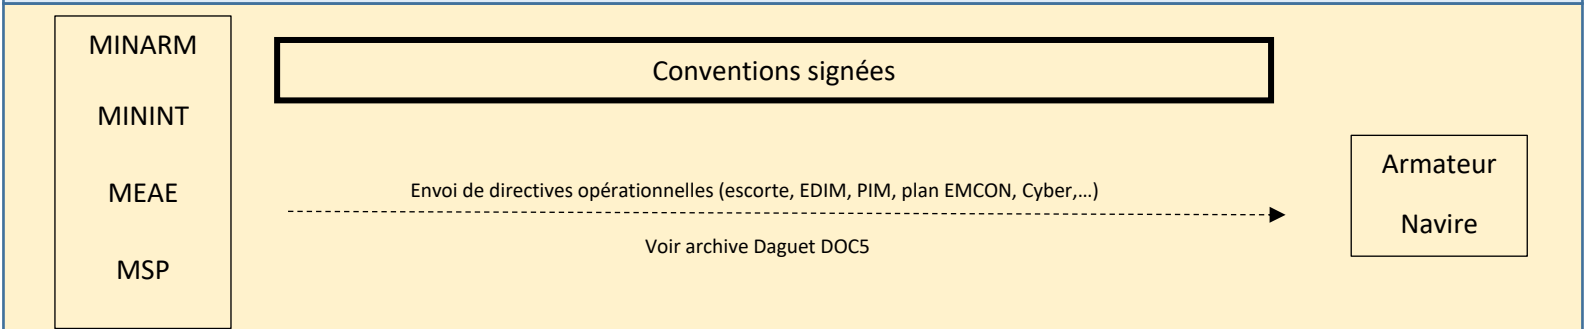 MINARM
MININT
MEAE
MSP
Conventions signées
Envoi de directives opérationnelles (escorte, EDIM, PIM, plan EMCON, Cyber,…)
Voir archive Daguet DOC5
Armateur
Navire